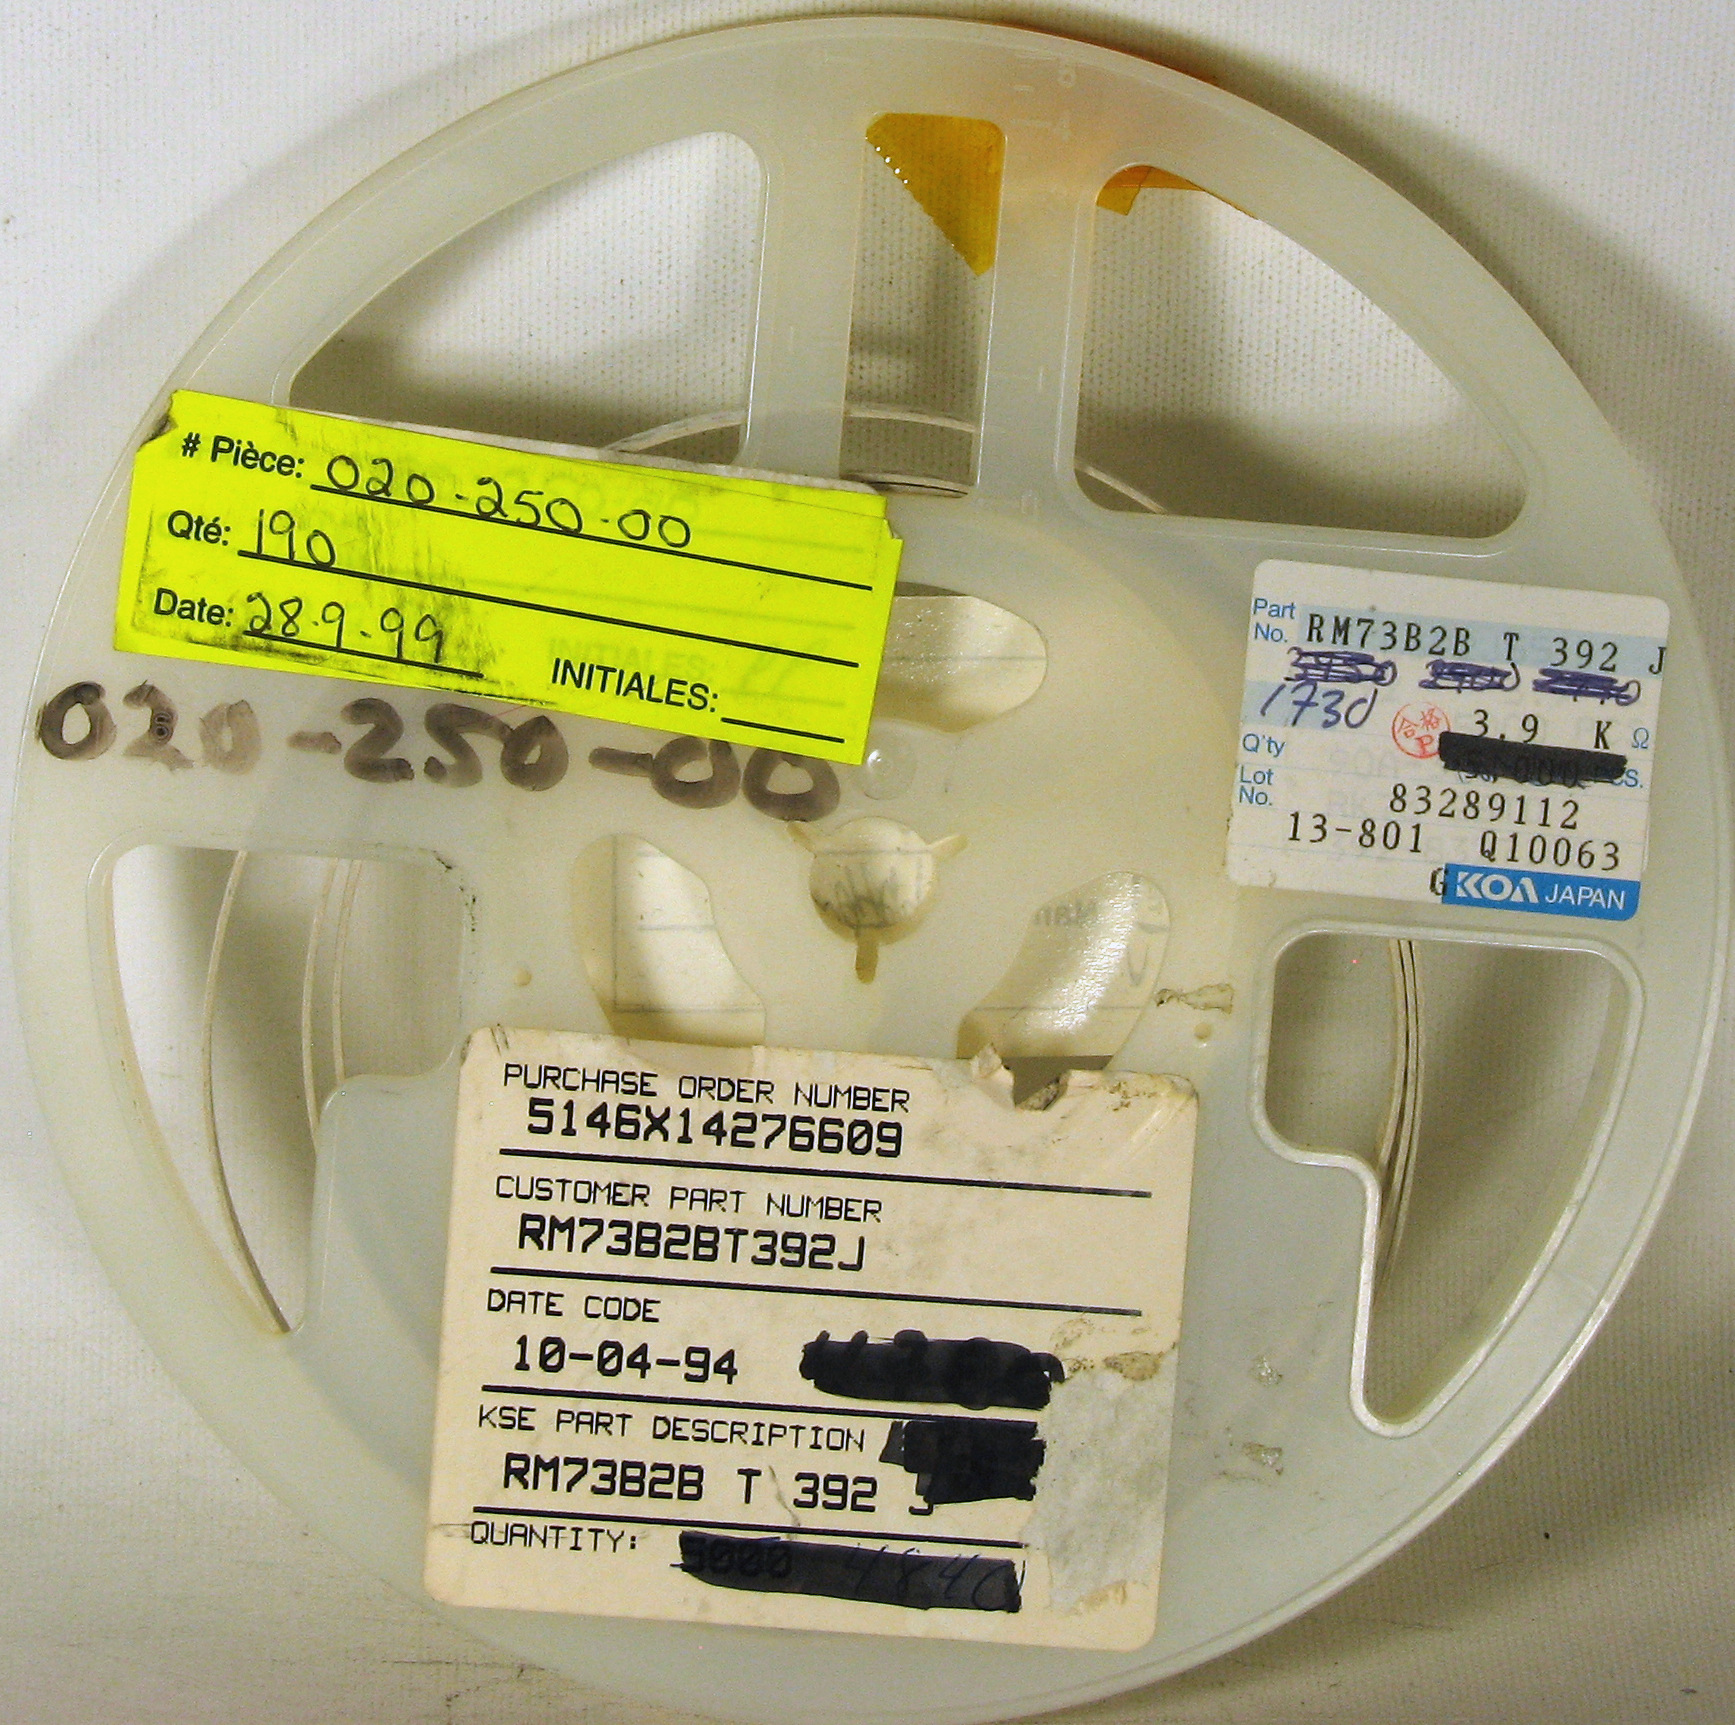 # Pièce: 020-250-00
Qté: 190
Date: 28.9.99
INITIALES:
020-250-00
Part No. RM73B2B T 392 J
1730
3.9 K Ω
Q'ty
Lot No. 83289112
13-801 Q10063
G KOA JAPAN
PURCHASE ORDER NUMBER
5146X14276609
CUSTOMER PART NUMBER
RM73B2BT392J
DATE CODE
10-04-94
KSE PART DESCRIPTION
RM73B2B T 392 J
QUANTITY: 5000 4840